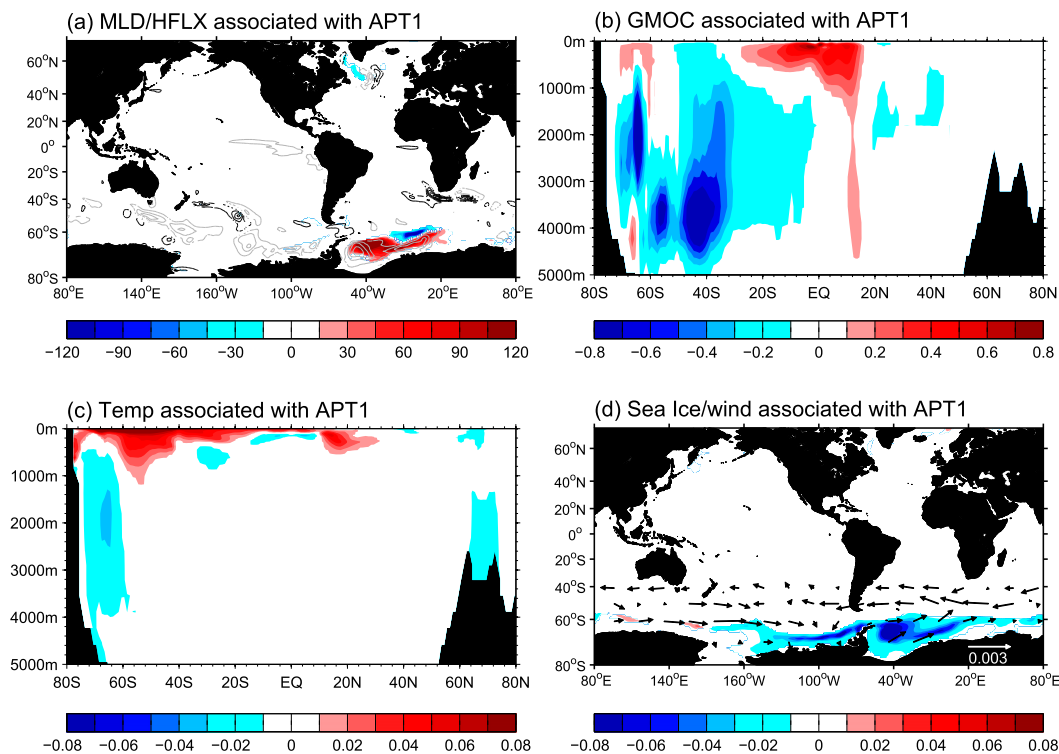 (a) MLD/HFLX associated with APT1
60°N
40°N
20°N
0°
20°S
40°S
60°S
80°S
80°E 140°E 160°W 100°W 40°W 20°E 80°E
−120 −90 −60 −30 0 30 60 90 120
(b) GMOC associated with APT1
0m
1000m
2000m
3000m
4000m
5000m
80S 60S 40S 20S EQ 20N 40N 60N 80N
−0.8 −0.6 −0.4 −0.2 0 0.2 0.4 0.6 0.8
(c) Temp associated with APT1
0m
1000m
2000m
3000m
4000m
5000m
80S 60S 40S 20S EQ 20N 40N 60N 80N
−0.08 −0.06 −0.04 −0.02 0 0.02 0.04 0.06 0.08
(d) Sea Ice/wind associated with APT1
60°N
40°N
20°N
0°
20°S
40°S
60°S
80°S
0.003
80°E 140°E 160°W 100°W 40°W 20°E 80°E
−0.08 −0.06 −0.04 −0.02 0 0.02 0.04 0.06 0.08